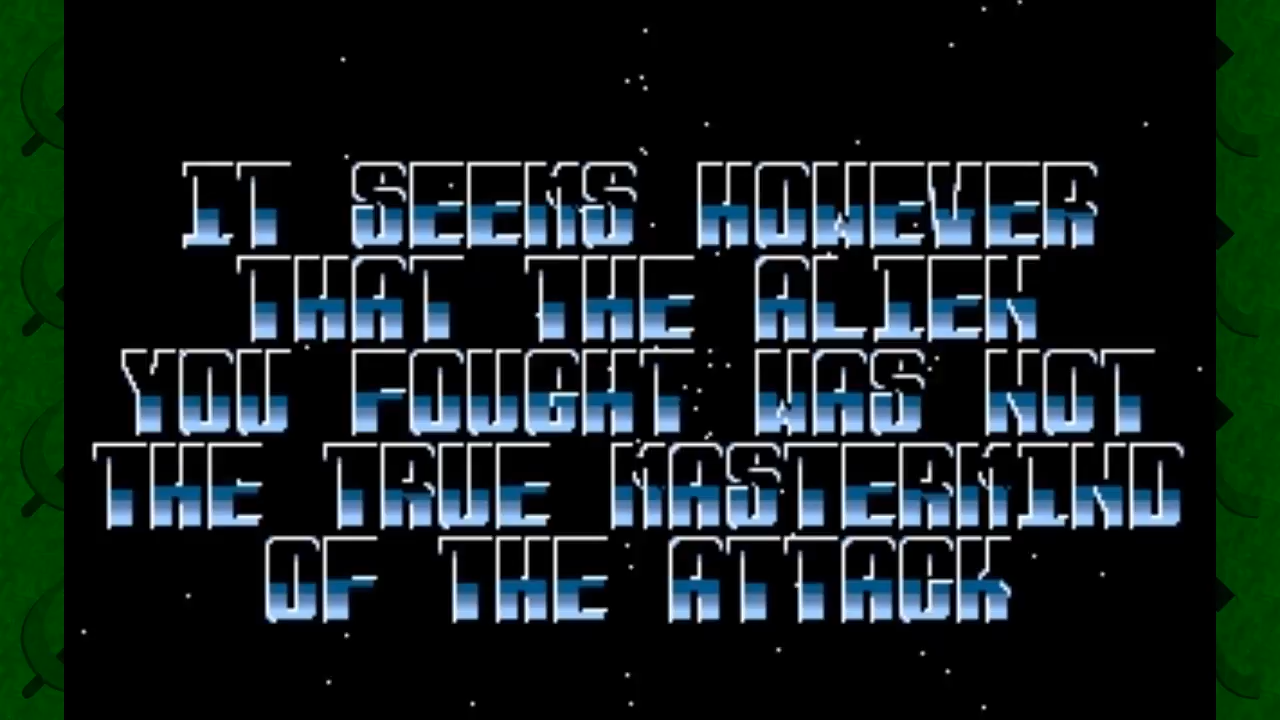 IT SEEMS HOWEVER
THAT THE ALIEN
YOU FOUGHT WAS NOT
THE TRUE MASTERMIND
OF THE ATTACK